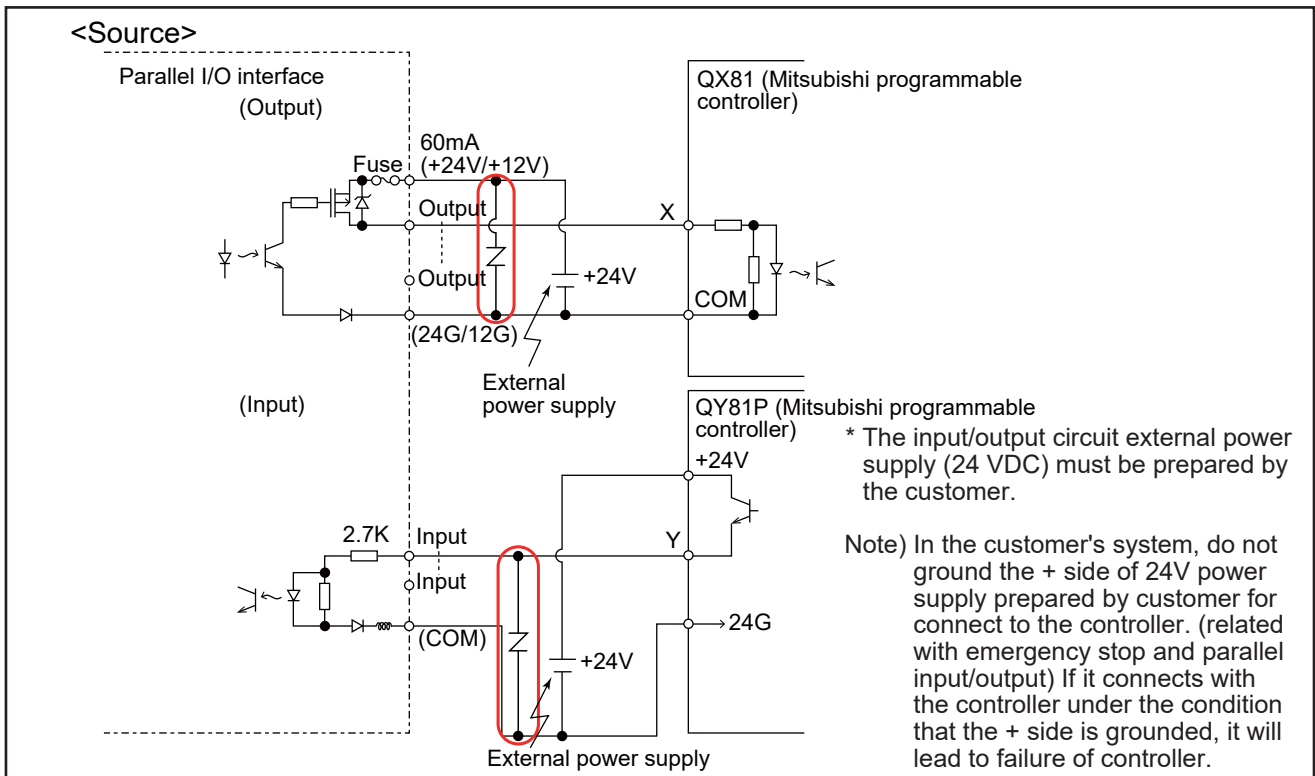 <Source>
Parallel I/O interface
(Output)
QX81 (Mitsubishi programmable
controller)
60mA
(+24V/+12V)
Fuse
Output
X
Output
+24V
COM
(24G/12G)
External
power supply
(Input)
QY81P (Mitsubishi programmable
controller)
+24V
* The input/output circuit external power
supply (24 VDC) must be prepared by
the customer.
2.7K
Input
Y
Input
(COM)
24G
+24V
External power supply
Note) In the customer's system, do not
ground the + side of 24V power
supply prepared by customer for
connect to the controller. (related
with emergency stop and parallel
input/output) If it connects with
the controller under the condition
that the + side is grounded, it will
lead to failure of controller.